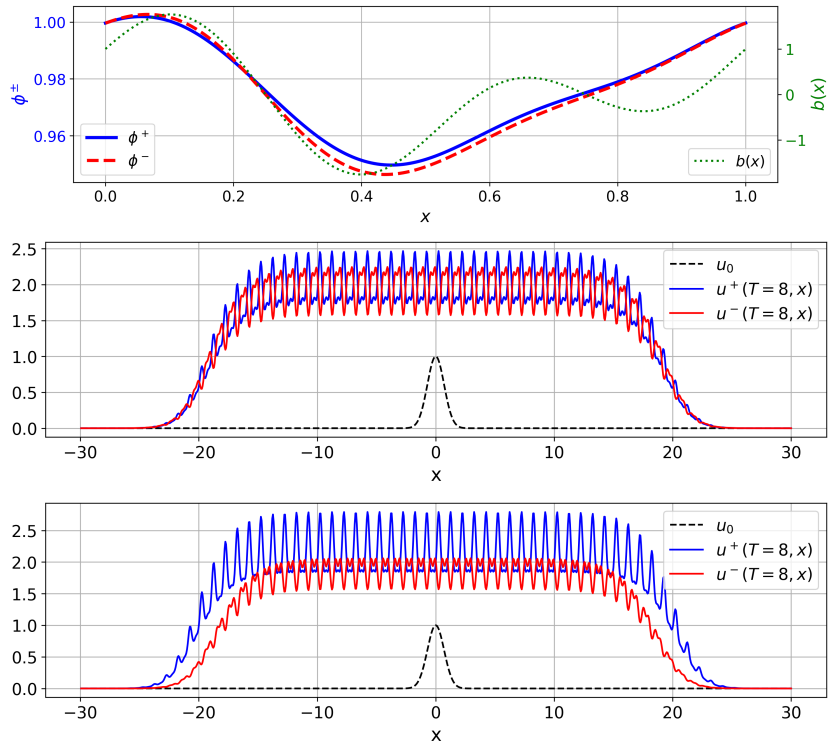 1.00
0.98
0.96
ϕ±
1
0
−1
b(x)
ϕ+
ϕ−
b(x)
0.0 0.2 0.4 0.6 0.8 1.0
x
2.5
2.0
1.5
1.0
0.5
0.0
u0
u+(T = 8, x)
u−(T = 8, x)
−30 −20 −10 0 10 20 30
x
2.5
2.0
1.5
1.0
0.5
0.0
u0
u+(T = 8, x)
u−(T = 8, x)
−30 −20 −10 0 10 20 30
x